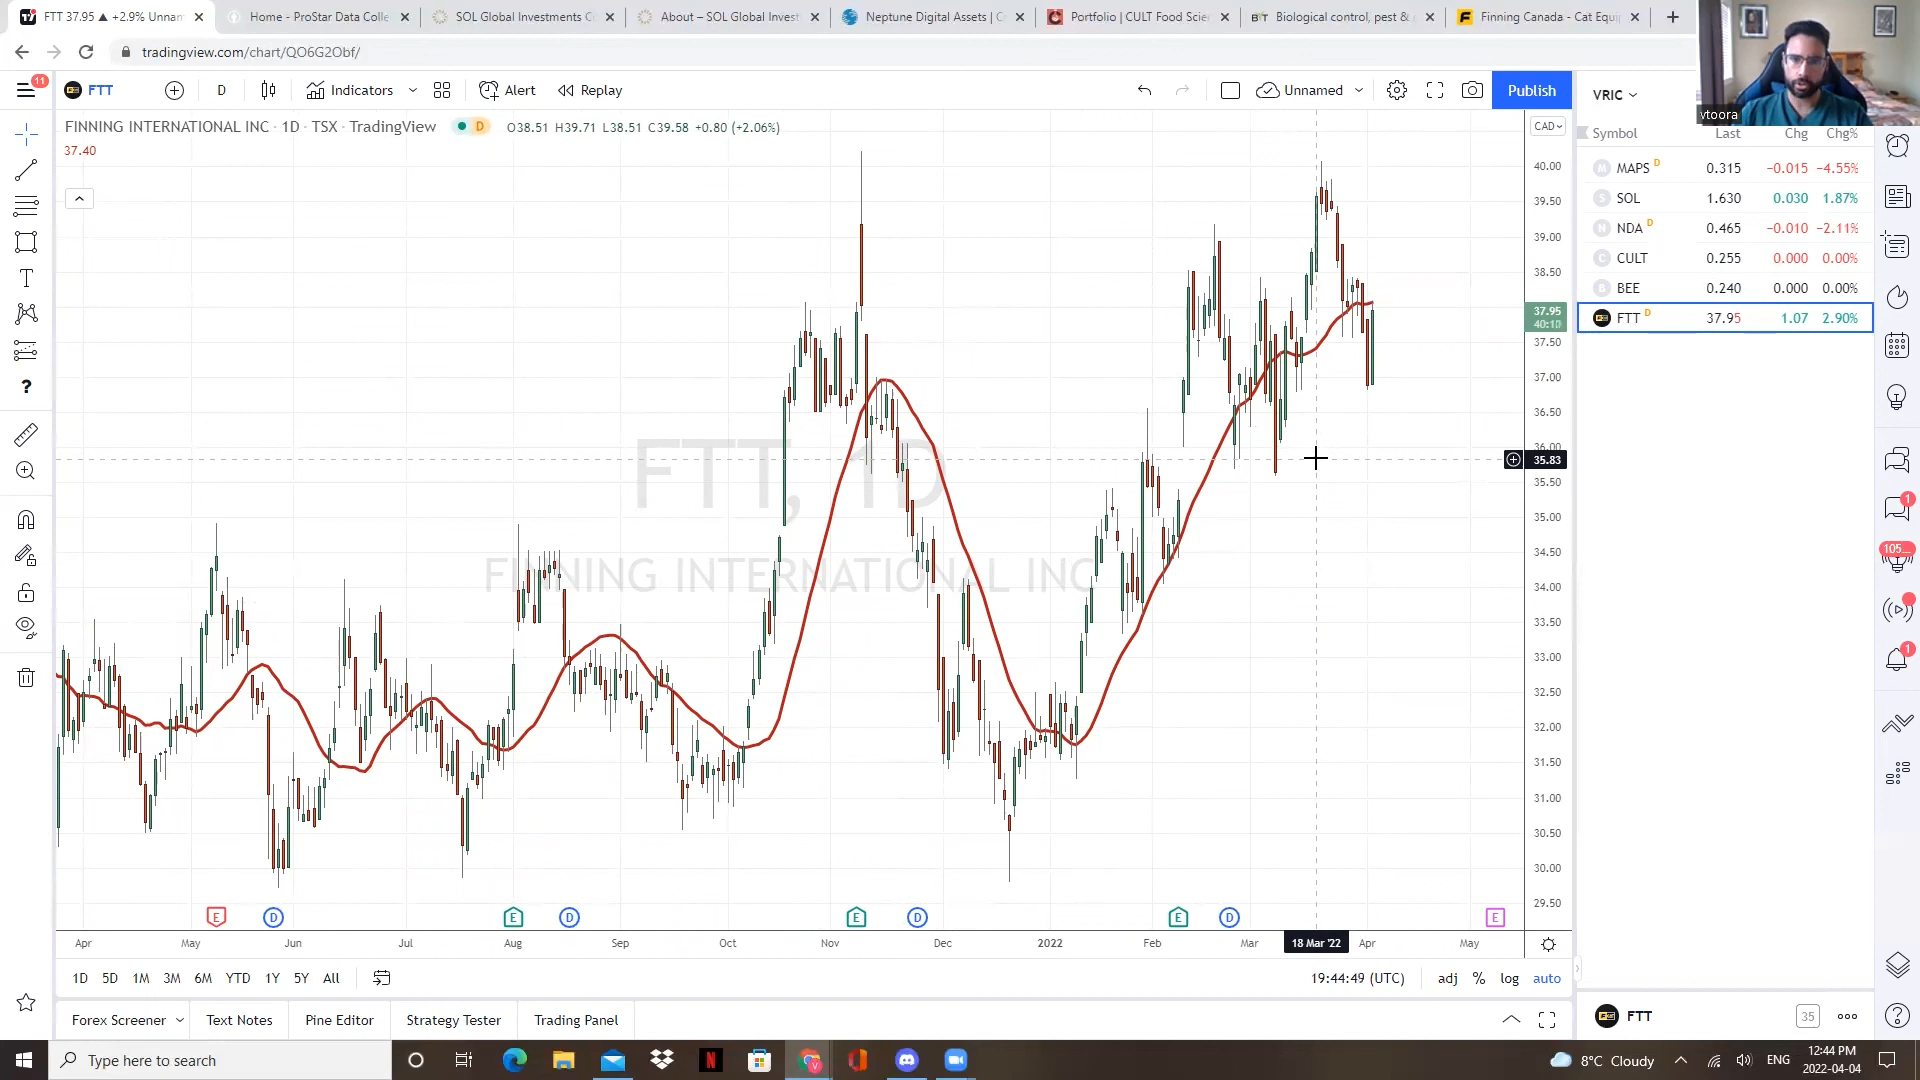 FTT 37.95 ▲ +2.9% Unnam
Home - ProStar Data Colle
SOL Global Investments C
About – SOL Global Invest
Neptune Digital Assets | C
Portfolio | CULT Food Scie
Biological control, pest &
Finning Canada - Cat Equi
tradingview.com/chart/QO6G2Obf/
vtoora
11
FTT
D
Indicators
Alert
Replay
Unnamed
Publish
VRIC
FINNING INTERNATIONAL INC · 1D · TSX · TradingView
D
O38.51 H39.71 L38.51 C39.58 +0.80 (+2.06%)
37.40
CAD
Symbol Last Chg Chg%
MAPS D 0.315 −0.015 −4.55%
SOL 1.630 0.030 1.87%
NDA D 0.465 −0.010 −2.11%
CULT 0.255 0.000 0.00%
BEE 0.240 0.000 0.00%
FTT D 37.95 1.07 2.90%
40.00
39.50
39.00
38.50
37.95
40:10
37.50
37.00
36.50
36.00
35.83
35.50
35.00
34.50
34.00
33.50
33.00
32.50
32.00
31.50
31.00
30.50
30.00
29.50
FTT, 1D
FINNING INTERNATIONAL INC
1
105
1
E D E D E D E D E
Apr May Jun Jul Aug Sep Oct Nov Dec 2022 Feb Mar 18 Mar '22 Apr May
1D 5D 1M 3M 6M YTD 1Y 5Y All
19:44:49 (UTC)
adj % log auto
Forex Screener Text Notes Pine Editor Strategy Tester Trading Panel
FTT
35
Type here to search
8°C Cloudy
ENG
12:44 PM
2022-04-04